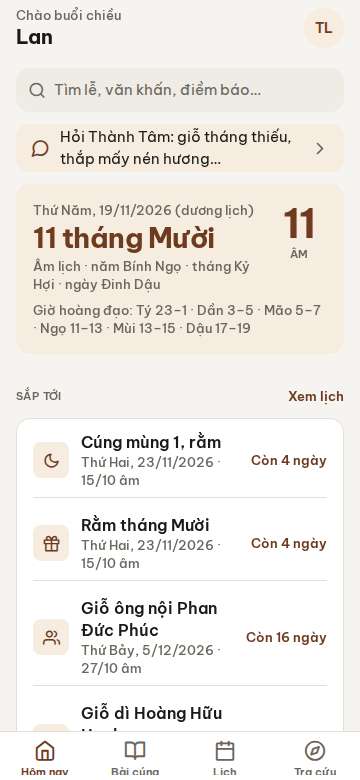 Chào buổi chiều
Lan
TL
Tìm lễ, văn khấn, điềm báo...
Hỏi Thành Tâm: giỗ tháng thiếu,
thắp mấy nén hương...
Thứ Năm, 19/11/2026 (dương lịch)
11 tháng Mười
11
ÂM
Âm lịch · năm Bính Ngọ · tháng Kỷ
Hợi · ngày Đinh Dậu
Giờ hoàng đạo: Tý 23–1 · Dần 3–5 · Mão 5–7
· Ngọ 11–13 · Mùi 13–15 · Dậu 17–19
SẮP TỚI
Xem lịch
Cúng mùng 1, rằm
Thứ Hai, 23/11/2026 ·
15/10 âm
Còn 4 ngày
Rằm tháng Mười
Thứ Hai, 23/11/2026 ·
15/10 âm
Còn 4 ngày
Giỗ ông nội Phan
Đức Phúc
Thứ Bảy, 5/12/2026 ·
27/10 âm
Còn 16 ngày
Giỗ dì Hoàng Hữu
Hôm nay
Bài cúng
Lịch
Tra cứu